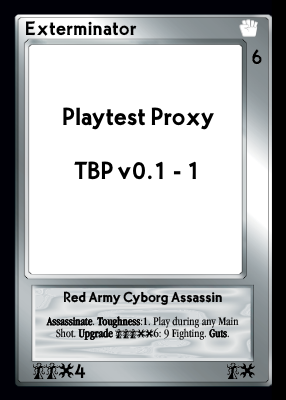 Exterminator
6
Playtest Proxy
TBP v0.1 - 1
Red Army Cyborg Assassin
Assassinate. Toughness:1. Play during any Main
Shot. Upgrade 6: 9 Fighting. Guts.
4